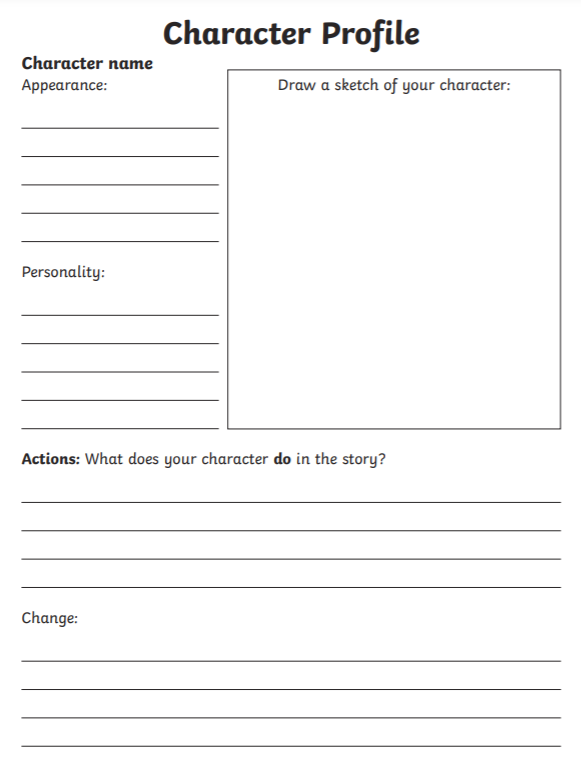 Character Profile
Character name
Appearance:
Draw a sketch of your character:
Personality:
Actions: What does your character do in the story?
Change: